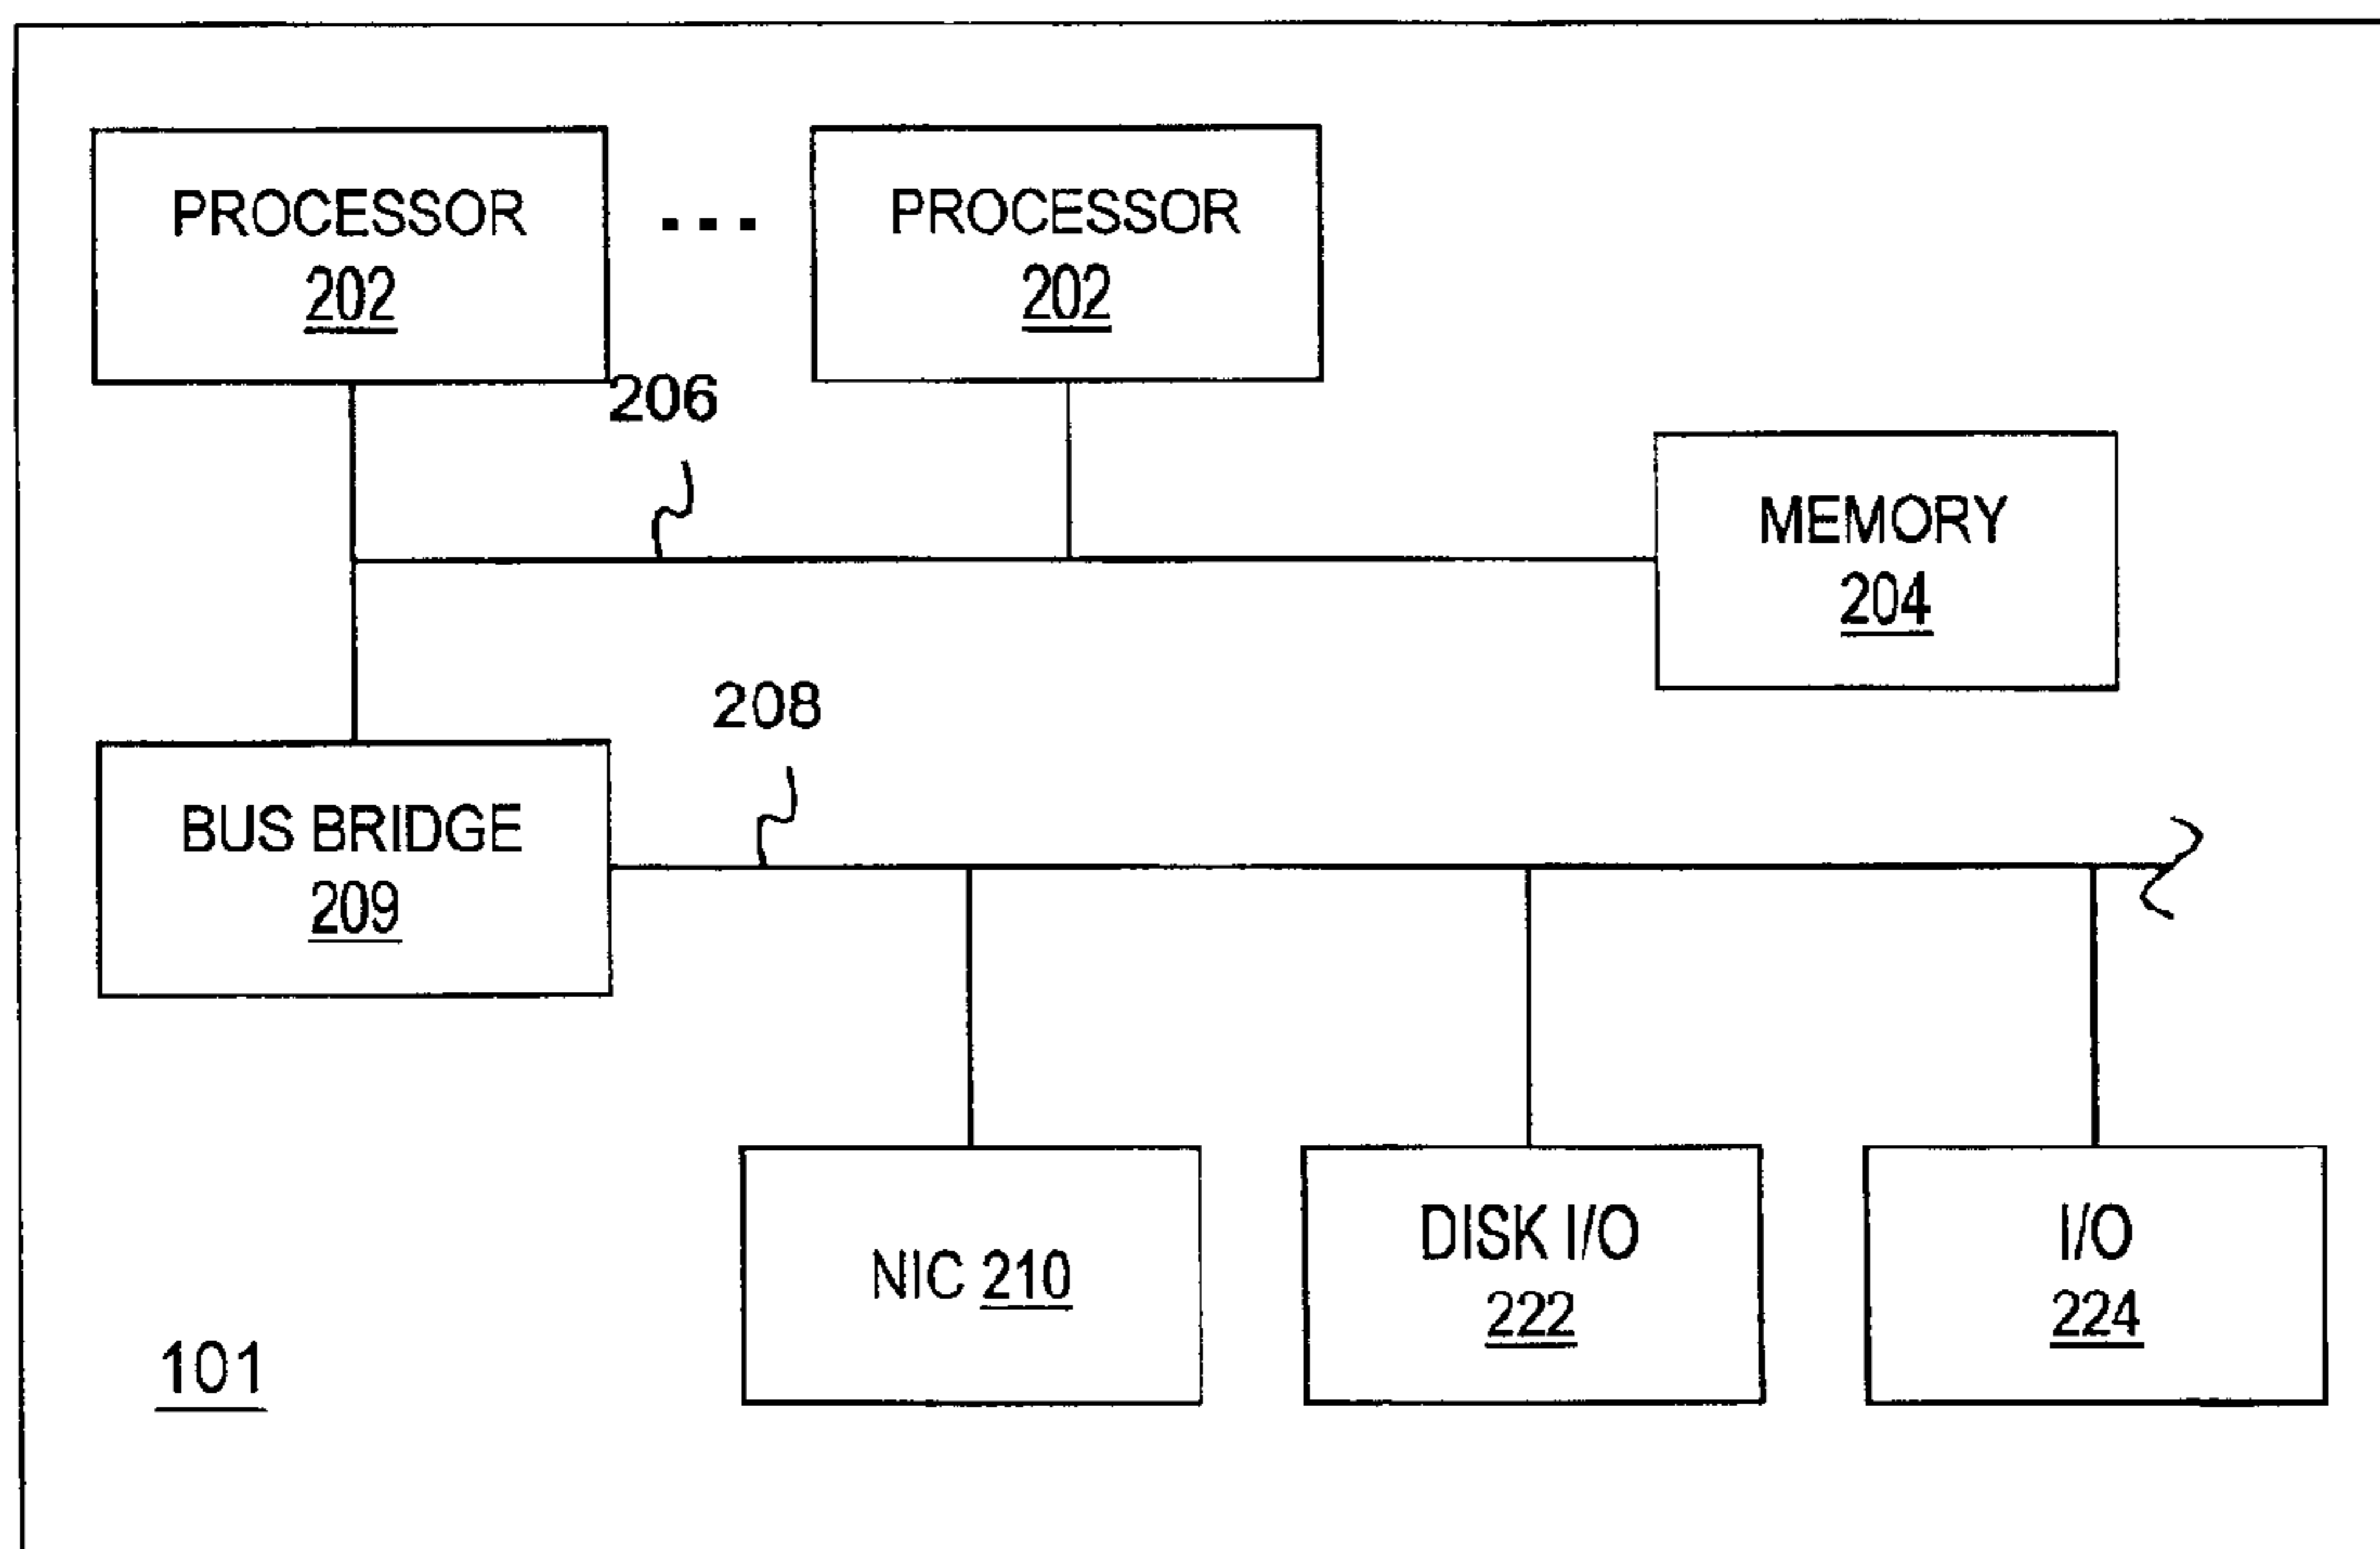 PROCESSOR
202
...
PROCESSOR
202
206
MEMORY
204
208
BUS BRIDGE
209
NIC 210
DISK I/O
222
I/O
224
101